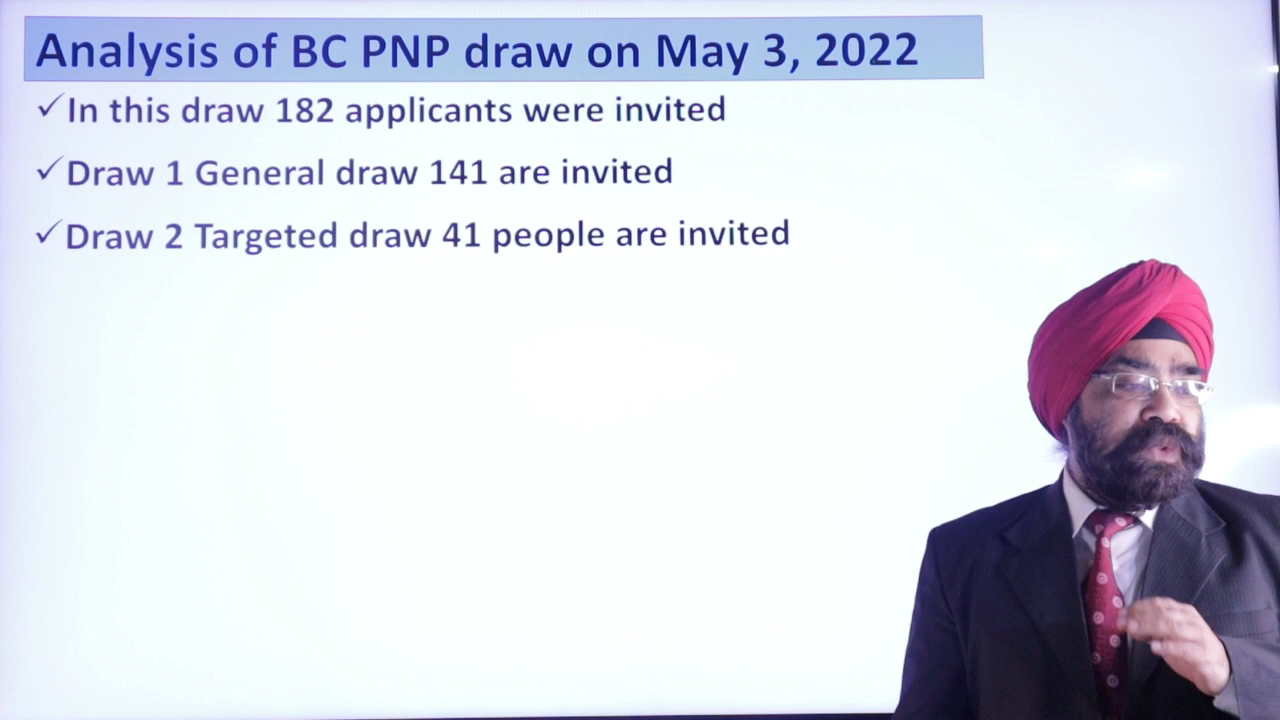 Analysis of BC PNP draw on May 3, 2022
✓In this draw 182 applicants were invited
✓Draw 1 General draw 141 are invited
✓Draw 2 Targeted draw 41 people are invited